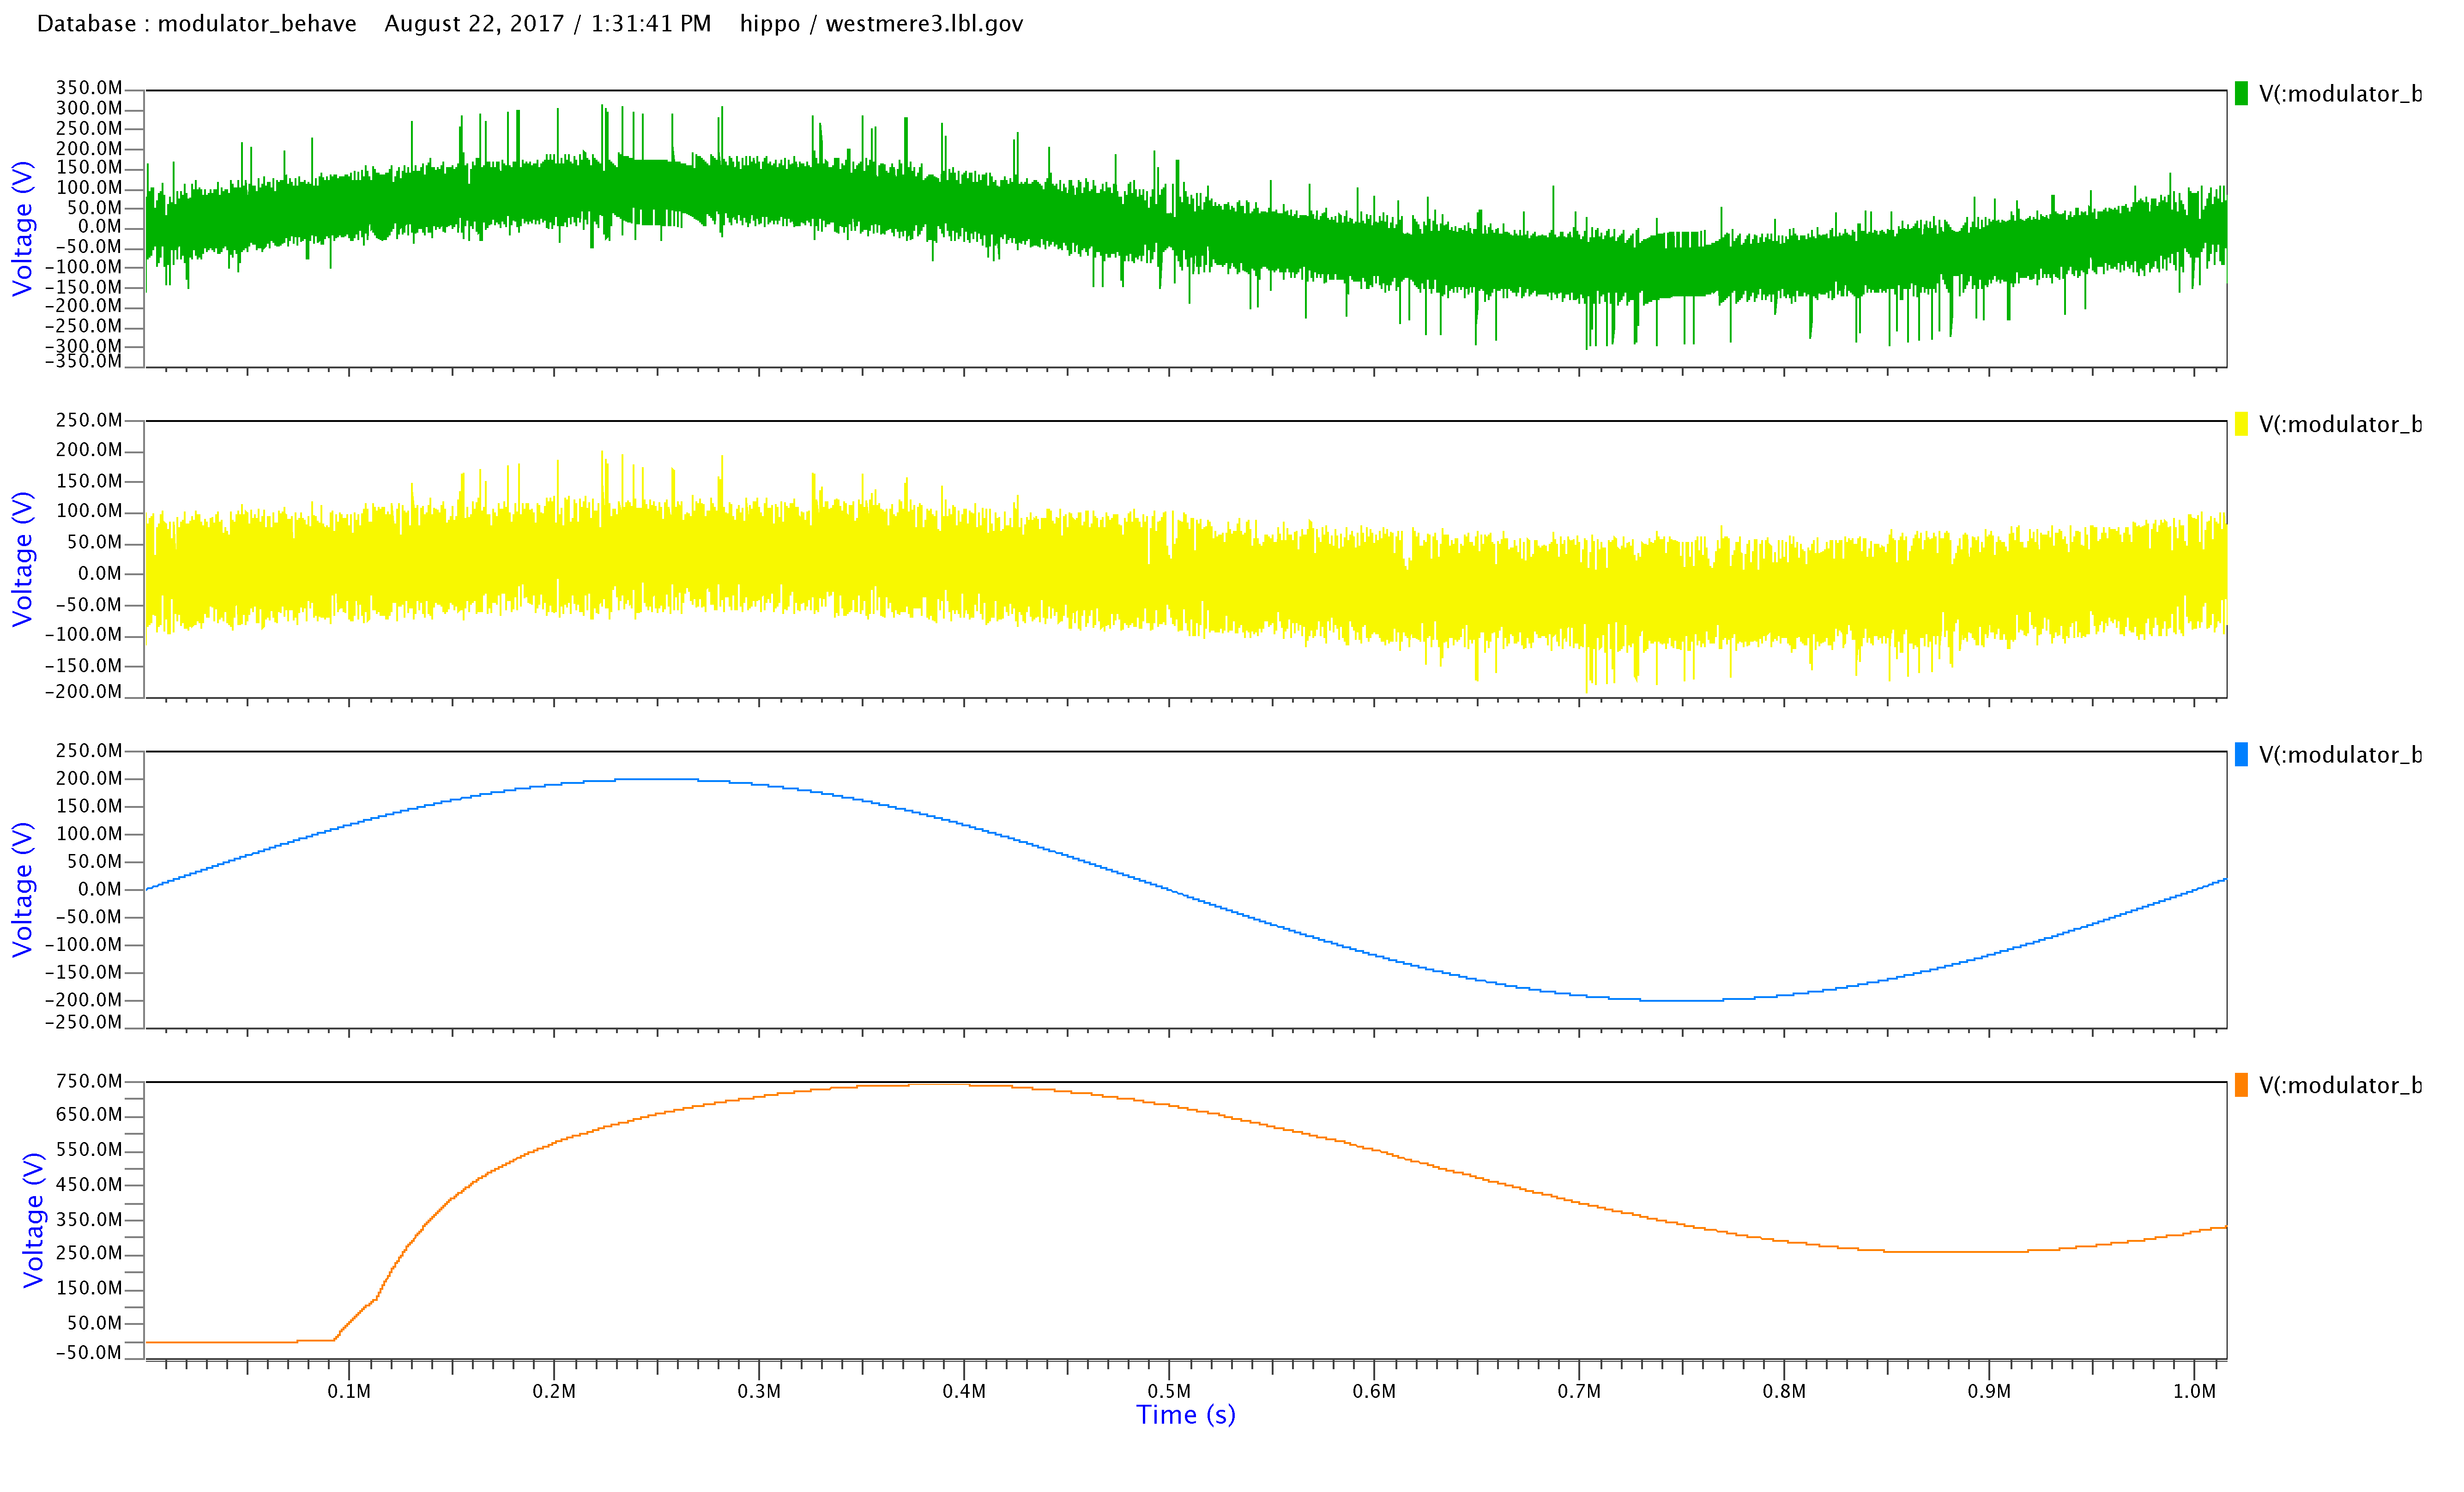 Database : modulator_behave August 22, 2017 / 1:31:41 PM hippo / westmere3.lbl.gov
350.0M
300.0M
250.0M
200.0M
150.0M
100.0M
50.0M
0.0M
-50.0M
-100.0M
-150.0M
-200.0M
-250.0M
-300.0M
-350.0M
Voltage (V)
V(:modulator_b
250.0M
200.0M
150.0M
100.0M
50.0M
0.0M
-50.0M
-100.0M
-150.0M
-200.0M
Voltage (V)
V(:modulator_b
250.0M
200.0M
150.0M
100.0M
50.0M
0.0M
-50.0M
-100.0M
-150.0M
-200.0M
-250.0M
Voltage (V)
V(:modulator_b
750.0M
650.0M
550.0M
450.0M
350.0M
250.0M
150.0M
50.0M
-50.0M
Voltage (V)
V(:modulator_b
0.1M 0.2M 0.3M 0.4M 0.5M 0.6M 0.7M 0.8M 0.9M 1.0M
Time (s)